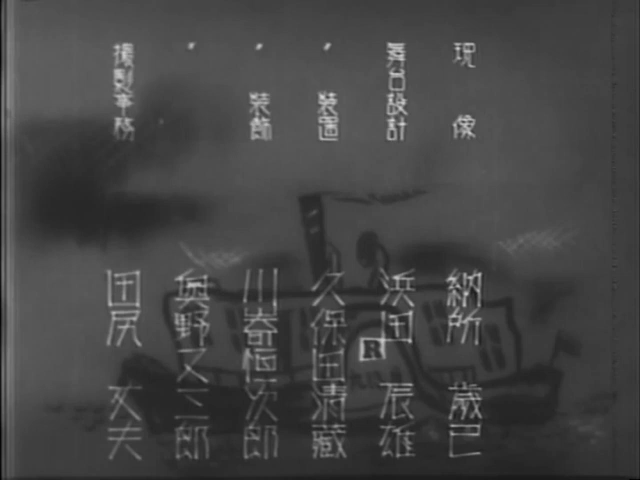 現像 納所歳巳
舞台設計 浜田辰雄
〃 装置 久保田清蔵
〃 装飾 川崎恒次郎
〃 奥野又三郎
撮影事務 田尻丈夫
R